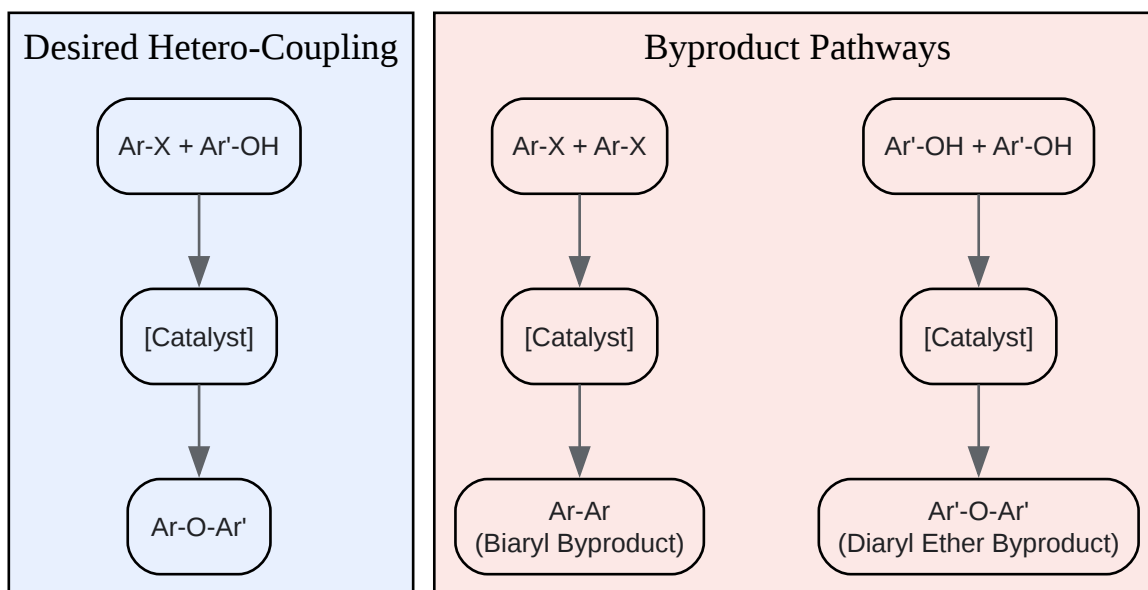 Desired Hetero-Coupling
Ar-X + Ar'-OH
[Catalyst]
Ar-O-Ar'
Byproduct Pathways
Ar-X + Ar-X
[Catalyst]
Ar-Ar
(Biaryl Byproduct)
Ar'-OH + Ar'-OH
[Catalyst]
Ar'-O-Ar'
(Diaryl Ether Byproduct)